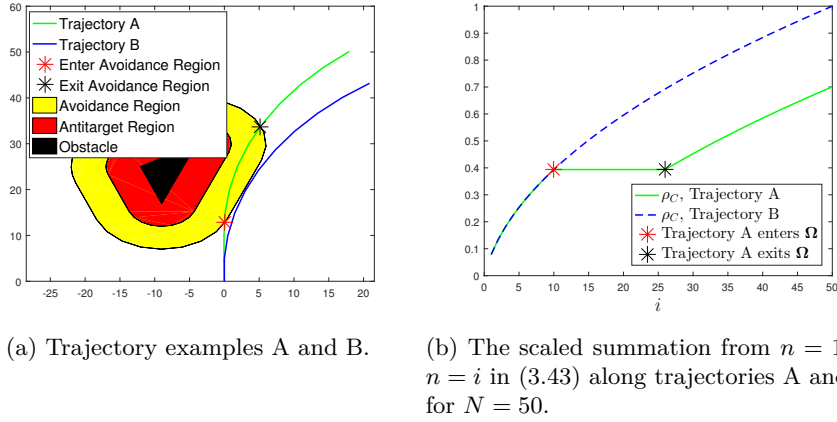 60
50
40
30
20
10
0
-25 -20 -15 -10 -5 0 5 10 15 20
Trajectory A
Trajectory B
Enter Avoidance Region
Exit Avoidance Region
Avoidance Region
Antitarget Region
Obstacle
(a) Trajectory examples A and B.
1
0.9
0.8
0.7
0.6
0.5
0.4
0.3
0.2
0.1
0
0 5 10 15 20 25 30 35 40 45 50
i
ρC, Trajectory A
ρC, Trajectory B
Trajectory A enters Ω
Trajectory A exits Ω
(b) The scaled summation from n = 1
n = i in (3.43) along trajectories A and
for N = 50.